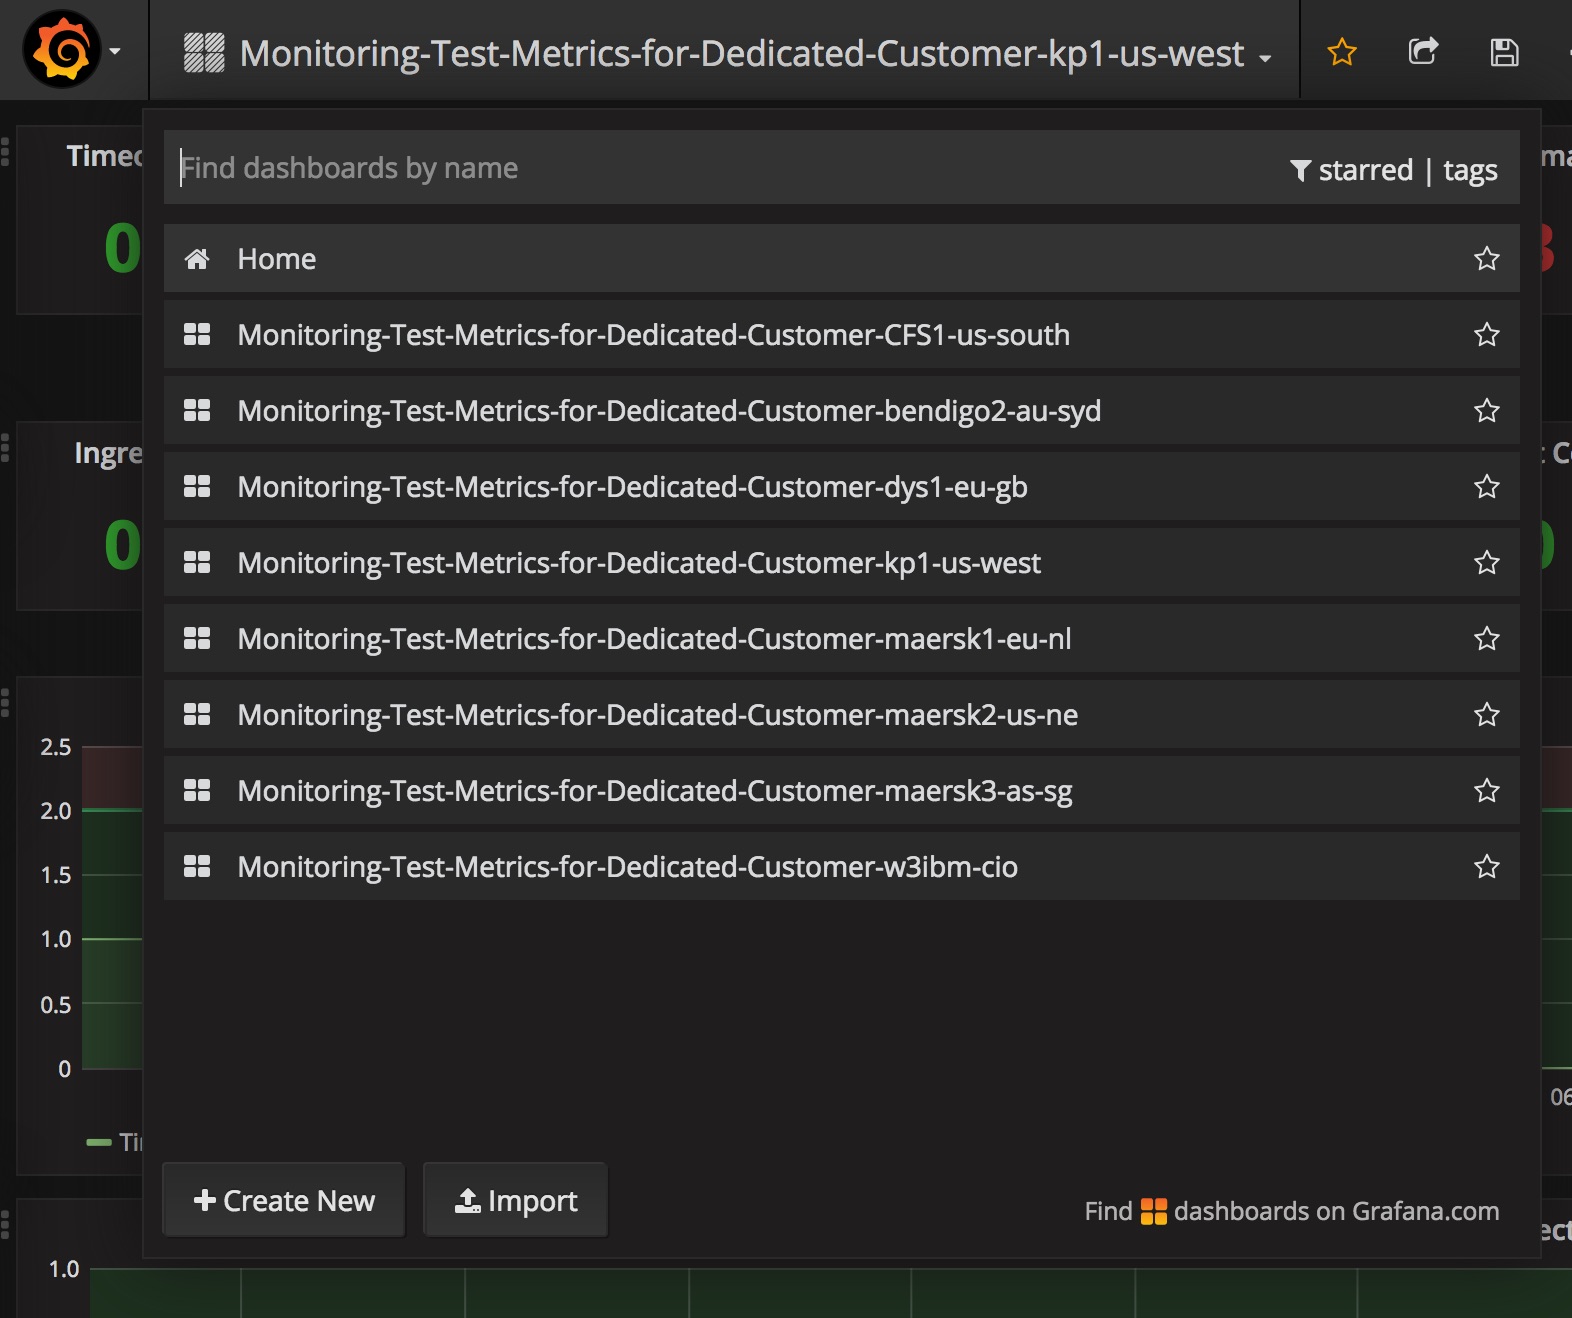 Monitoring-Test-Metrics-for-Dedicated-Customer-kp1-us-west
Find dashboards by name
starred | tags
Home
Monitoring-Test-Metrics-for-Dedicated-Customer-CFS1-us-south
Monitoring-Test-Metrics-for-Dedicated-Customer-bendigo2-au-syd
Monitoring-Test-Metrics-for-Dedicated-Customer-dys1-eu-gb
Monitoring-Test-Metrics-for-Dedicated-Customer-kp1-us-west
Monitoring-Test-Metrics-for-Dedicated-Customer-maersk1-eu-nl
Monitoring-Test-Metrics-for-Dedicated-Customer-maersk2-us-ne
Monitoring-Test-Metrics-for-Dedicated-Customer-maersk3-as-sg
Monitoring-Test-Metrics-for-Dedicated-Customer-w3ibm-cio
0
0
2.5
2.0
1.5
1.0
0.5
0
06
Create New
Import
Find dashboards on Grafana.com
1.0